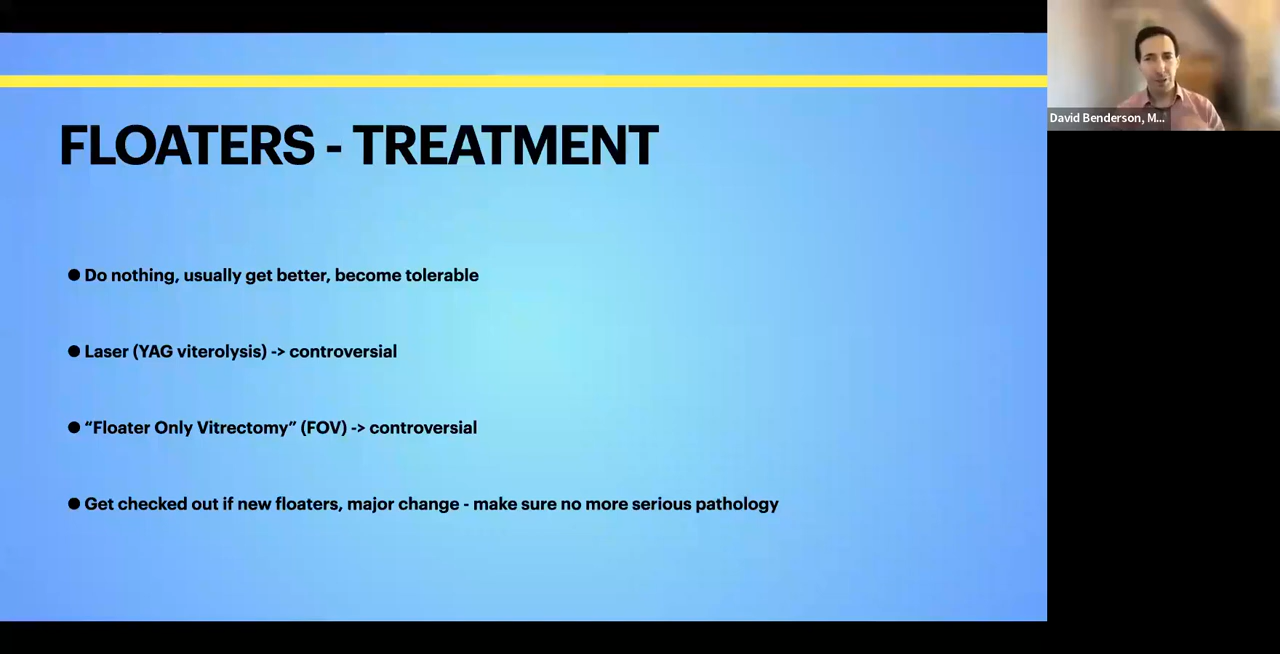 FLOATERS - TREATMENT
● Do nothing, usually get better, become tolerable
● Laser (YAG viterolysis) -> controversial
● “Floater Only Vitrectomy” (FOV) -> controversial
● Get checked out if new floaters, major change - make sure no more serious pathology
David Benderson, M...